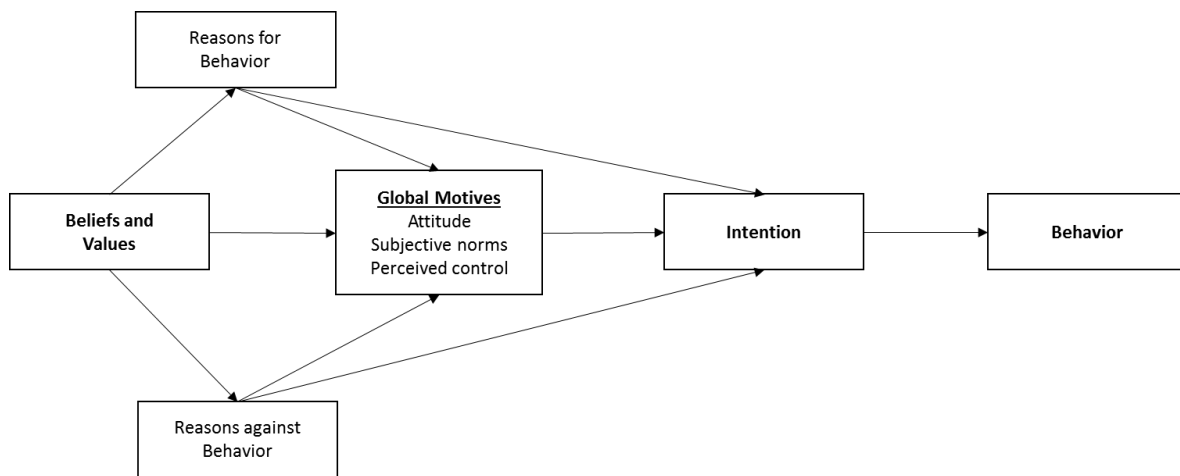 Reasons for
Behavior
Beliefs and
Values
Global Motives
Attitude
Subjective norms
Perceived control
Intention
Behavior
Reasons against
Behavior